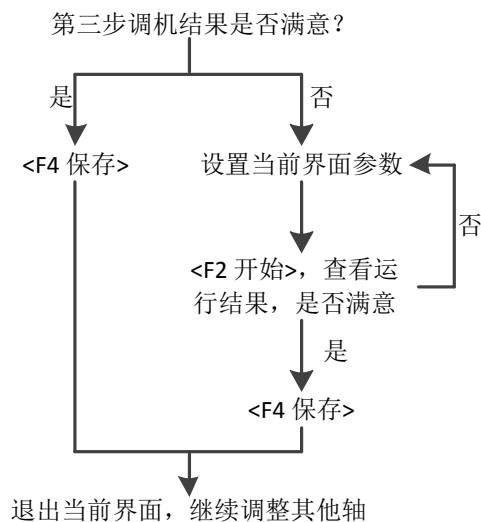 第三步调机结果是否满意？
是
否
<F4 保存>
设置当前界面参数
否
<F2 开始>，查看运
行结果，是否满意
是
<F4 保存>
退出当前界面，继续调整其他轴